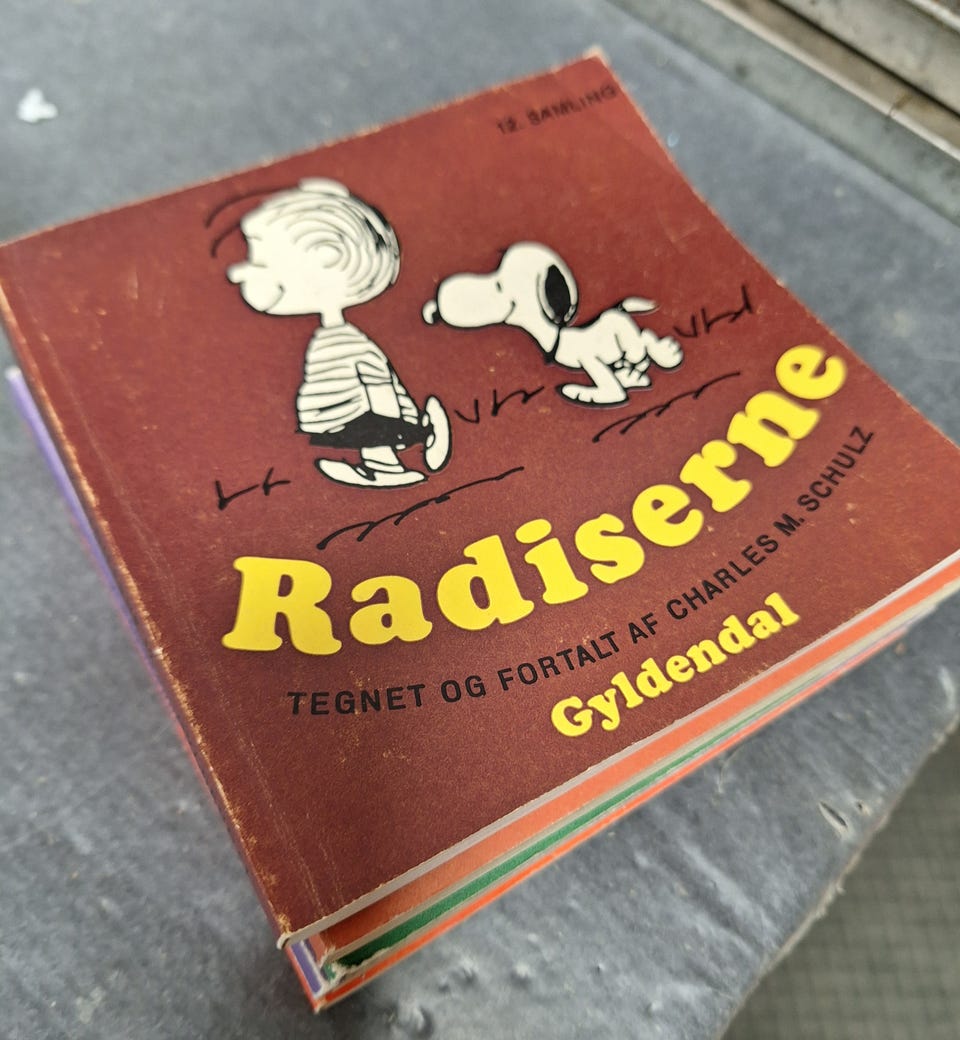 12. SAMLING
Radiserne
TEGNET OG FORTALT AF CHARLES M. SCHULZ
Gyldendal